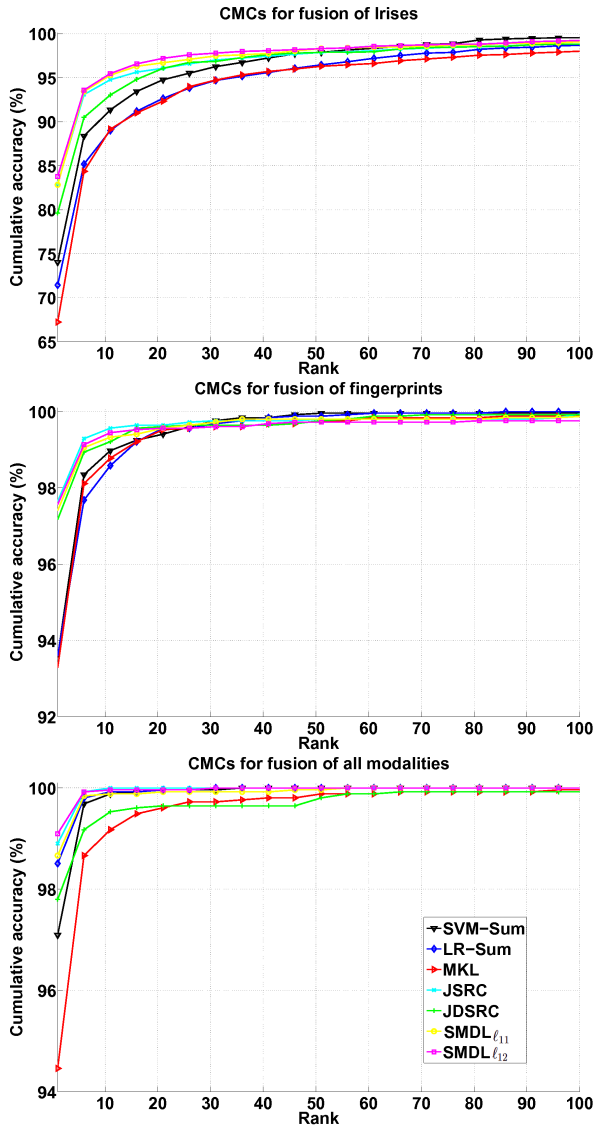 CMCs for fusion of Irises
Cumulative accuracy (%)
100
95
90
85
80
75
70
65
10 20 30 40 50 60 70 80 90 100
Rank
CMCs for fusion of fingerprints
Cumulative accuracy (%)
100
98
96
94
92
10 20 30 40 50 60 70 80 90 100
Rank
CMCs for fusion of all modalities
Cumulative accuracy (%)
100
98
96
94
SVM-Sum
LR-Sum
MKL
JSRC
JDSRC
SMDLℓ11
SMDLℓ12
10 20 30 40 50 60 70 80 90 100
Rank